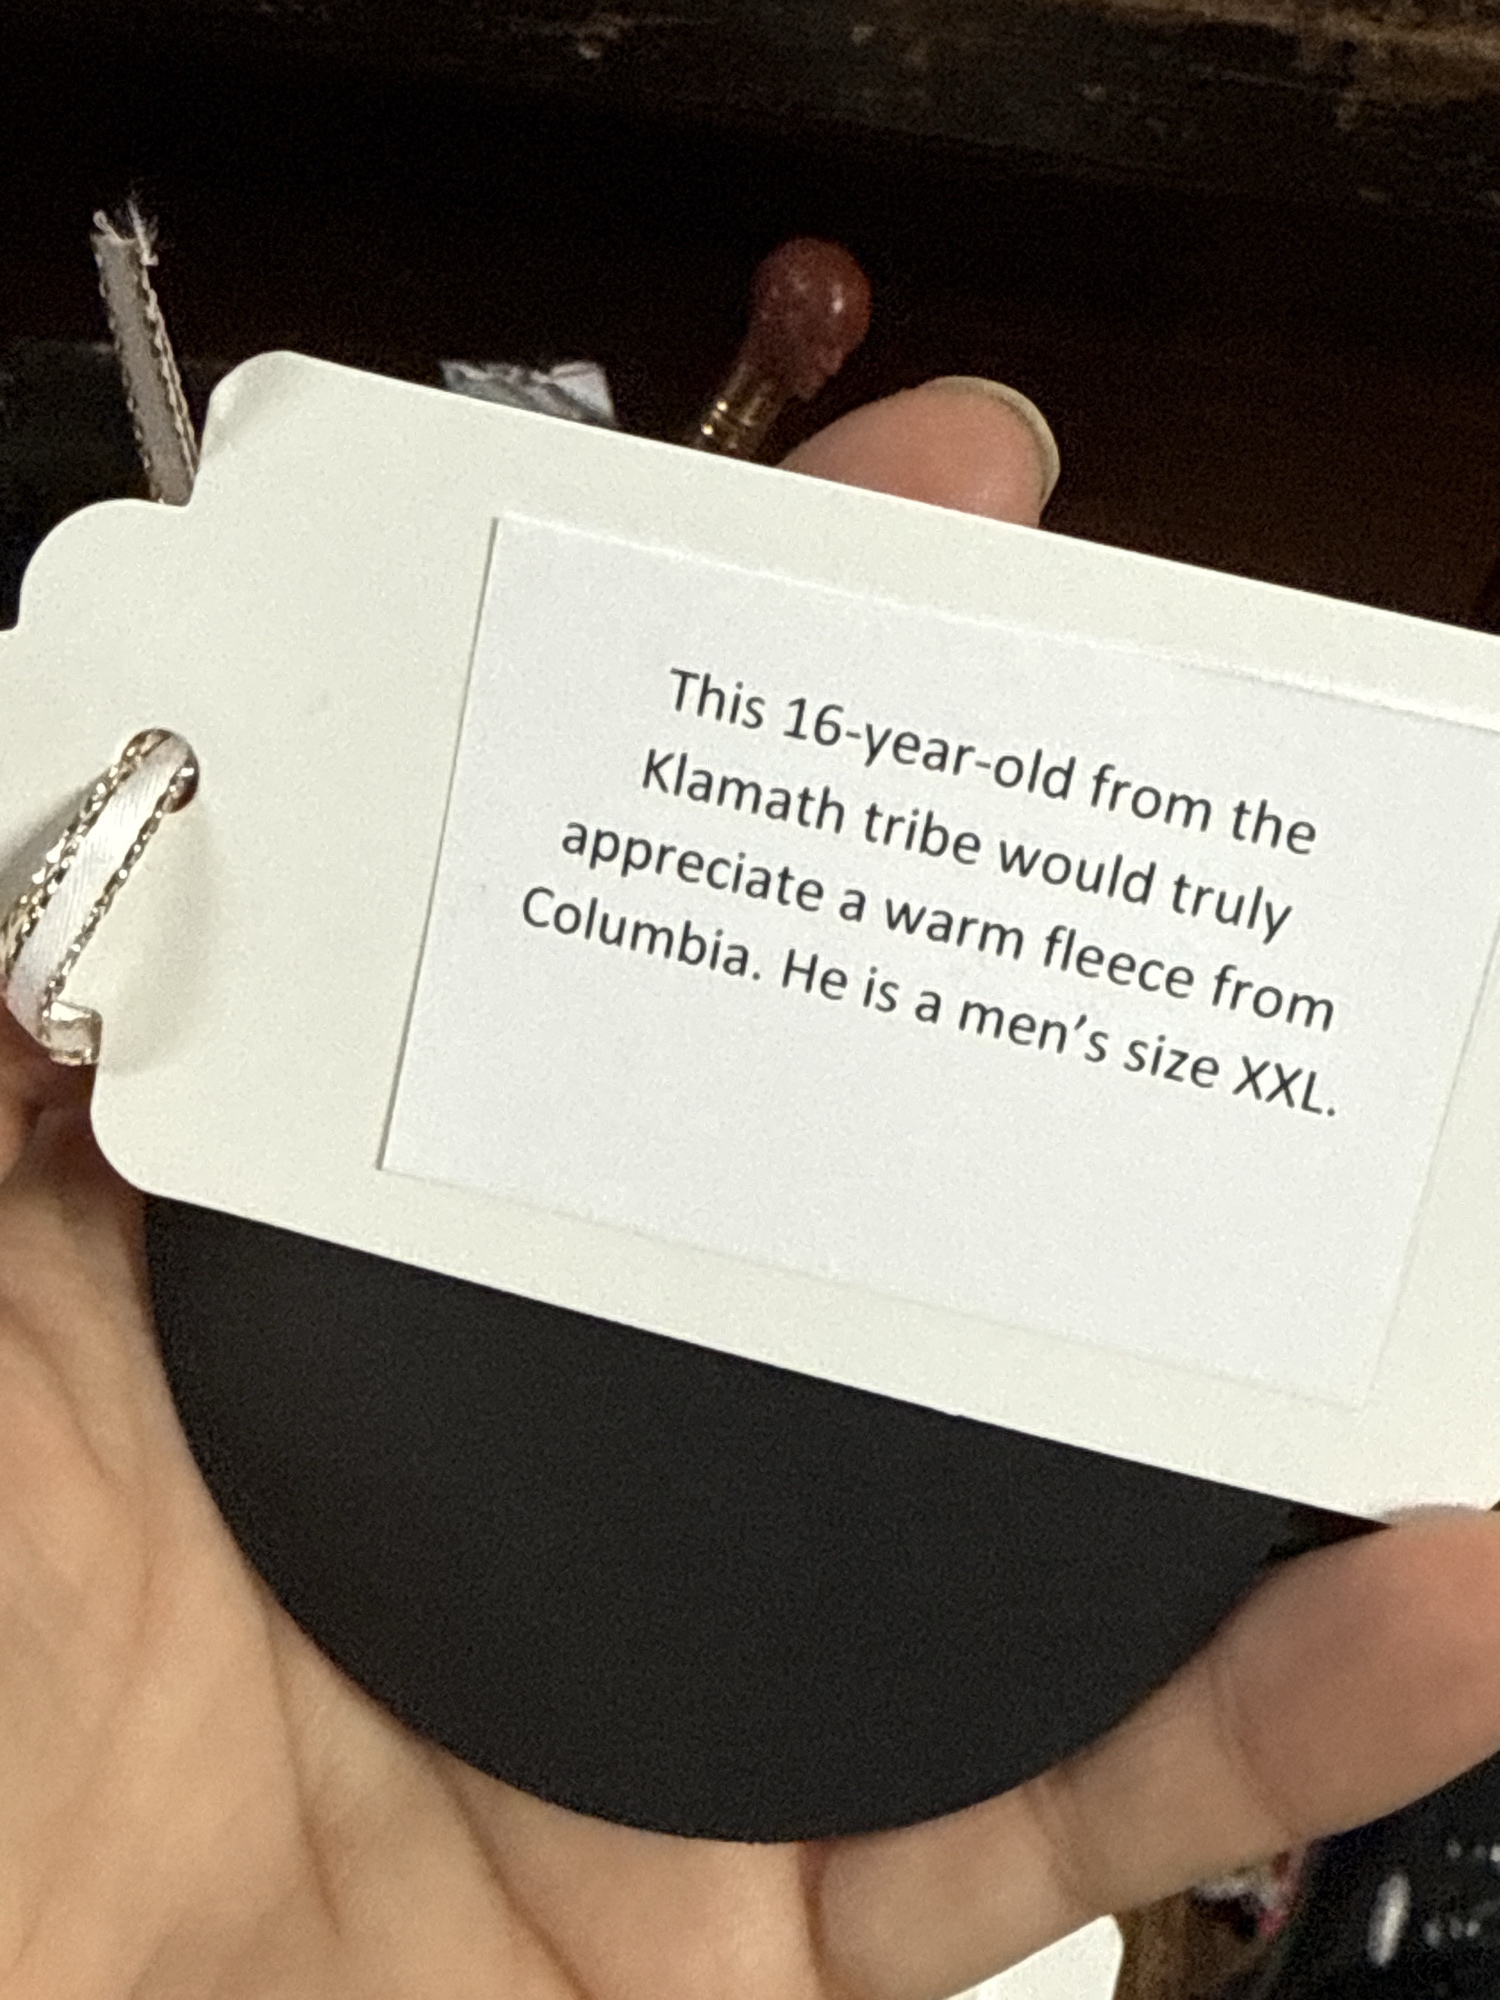 This 16-year-old from the
Klamath tribe would truly
appreciate a warm fleece from
Columbia. He is a men’s size XXL.